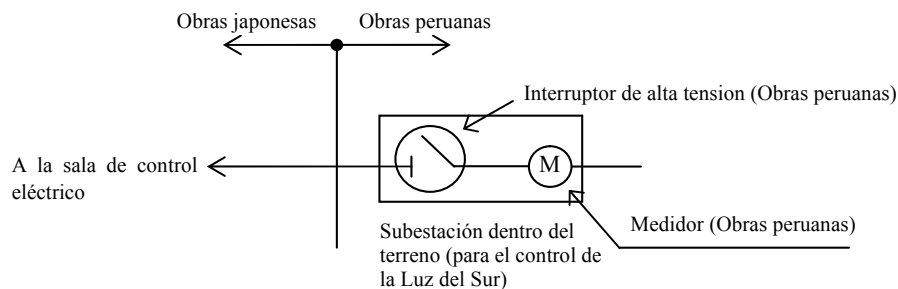 Obras japonesas
Obras peruanas
Interruptor de alta tension (Obras peruanas)
A la sala de control
eléctrico
M
Medidor (Obras peruanas)
Subestación dentro del
terreno (para el control de
la Luz del Sur)